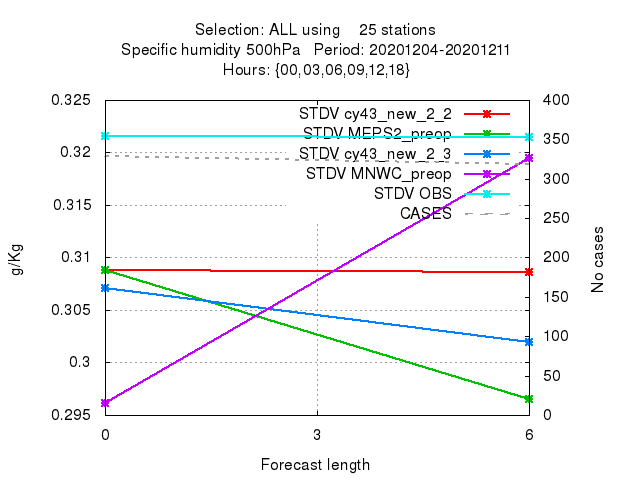 Selection: ALL using 25 stations
Specific humidity 500hPa Period: 20201204-20201211
Hours: {00,03,06,09,12,18}
0.325
0.32
0.315
0.31
0.305
0.3
0.295
g/Kg
STDV cy43_new_2_2
STDV MEPS2_preop
STDV cy43_new_2_3
STDV MNWC_preop
STDV OBS
CASES
400
350
300
250
200
150
100
50
0
No cases
0 3 6
Forecast length